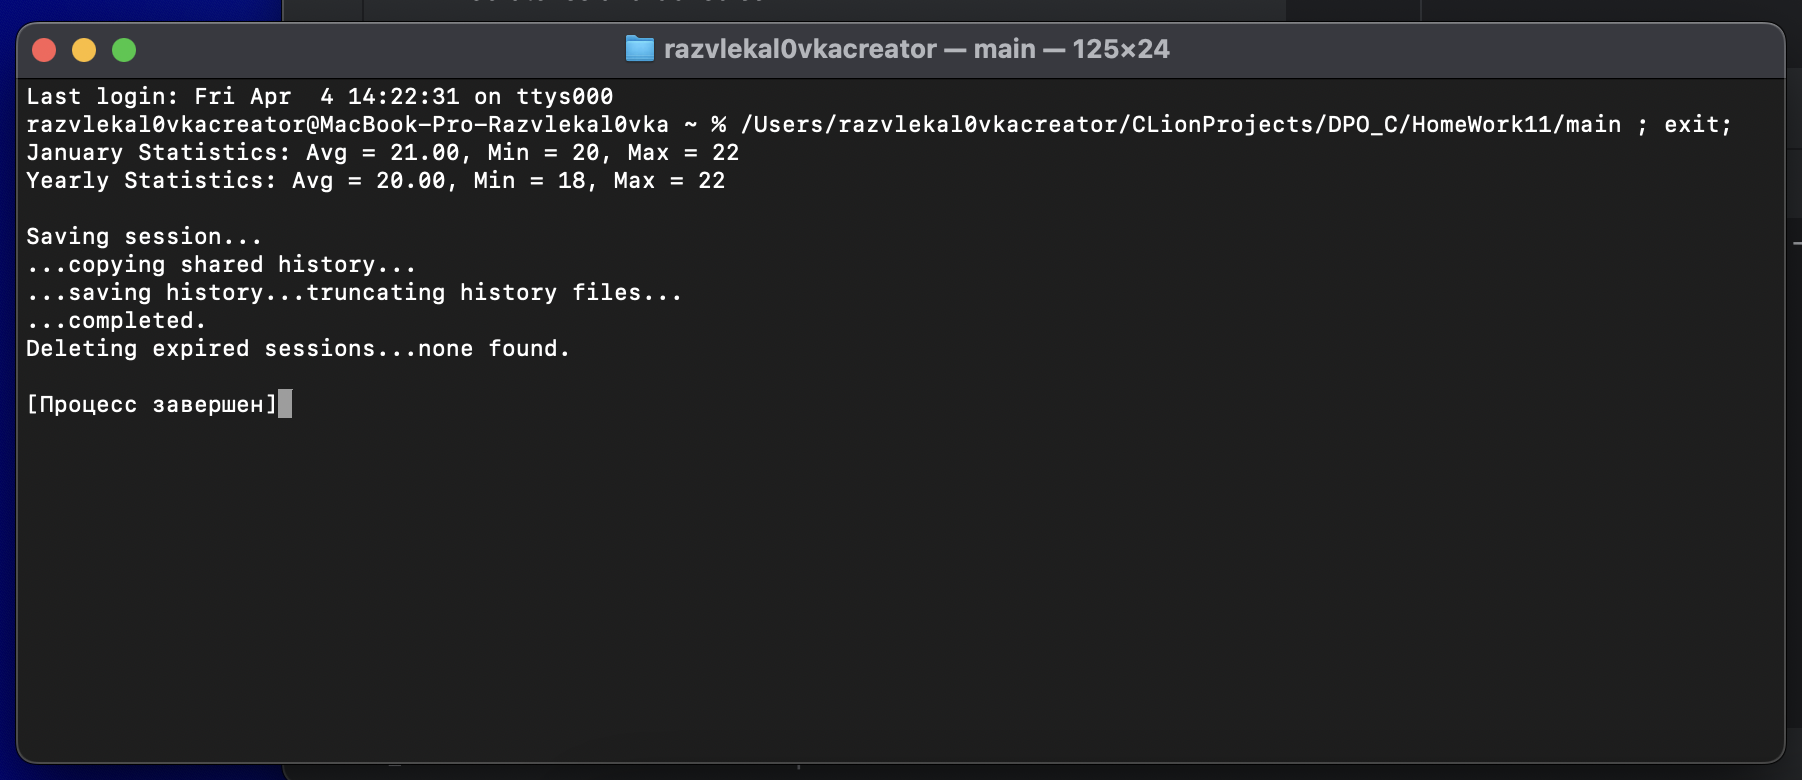 razvlekal0vkacreator — main — 125×24
Last login: Fri Apr  4 14:22:31 on ttys000
razvlekal0vkacreator@MacBook-Pro-Razvlekal0vka ~ % /Users/razvlekal0vkacreator/CLionProjects/DPO_C/HomeWork11/main ; exit;
January Statistics: Avg = 21.00, Min = 20, Max = 22
Yearly Statistics: Avg = 20.00, Min = 18, Max = 22
Saving session...
...copying shared history...
...saving history...truncating history files...
...completed.
Deleting expired sessions...none found.
[Процесс завершен]